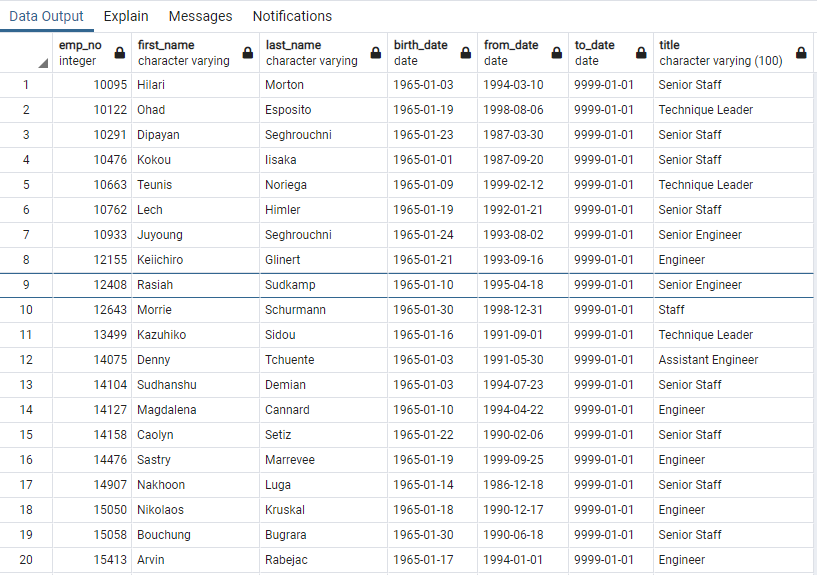 Data Output Explain Messages Notifications
emp_no first_name last_name birth_date from_date to_date title
integer character varying character varying date date date character varying (100)
1 10095 Hilari Morton 1965-01-03 1994-03-10 9999-01-01 Senior Staff
2 10122 Ohad Esposito 1965-01-19 1998-08-06 9999-01-01 Technique Leader
3 10291 Dipayan Seghrouchni 1965-01-23 1987-03-30 9999-01-01 Senior Staff
4 10476 Kokou Iisaka 1965-01-01 1987-09-20 9999-01-01 Senior Staff
5 10663 Teunis Noriega 1965-01-09 1999-02-12 9999-01-01 Technique Leader
6 10762 Lech Himler 1965-01-19 1992-01-21 9999-01-01 Senior Staff
7 10933 Juyoung Seghrouchni 1965-01-24 1993-08-02 9999-01-01 Senior Engineer
8 12155 Keiichiro Glinert 1965-01-21 1993-09-16 9999-01-01 Engineer
9 12408 Rasiah Sudkamp 1965-01-10 1995-04-18 9999-01-01 Senior Engineer
10 12643 Morrie Schurmann 1965-01-30 1998-12-31 9999-01-01 Staff
11 13499 Kazuhiko Sidou 1965-01-16 1991-09-01 9999-01-01 Technique Leader
12 14075 Denny Tchuente 1965-01-03 1991-05-30 9999-01-01 Assistant Engineer
13 14104 Sudhanshu Demian 1965-01-03 1994-07-23 9999-01-01 Senior Staff
14 14127 Magdalena Cannard 1965-01-10 1994-04-22 9999-01-01 Engineer
15 14158 Caolyn Setiz 1965-01-22 1990-02-06 9999-01-01 Senior Staff
16 14476 Sastry Marrevee 1965-01-19 1999-09-25 9999-01-01 Engineer
17 14907 Nakhoon Luga 1965-01-14 1986-12-18 9999-01-01 Senior Staff
18 15050 Nikolaos Kruskal 1965-01-18 1990-12-17 9999-01-01 Engineer
19 15058 Bouchung Bugrara 1965-01-30 1990-06-18 9999-01-01 Senior Staff
20 15413 Arvin Rabejac 1965-01-17 1994-01-01 9999-01-01 Engineer